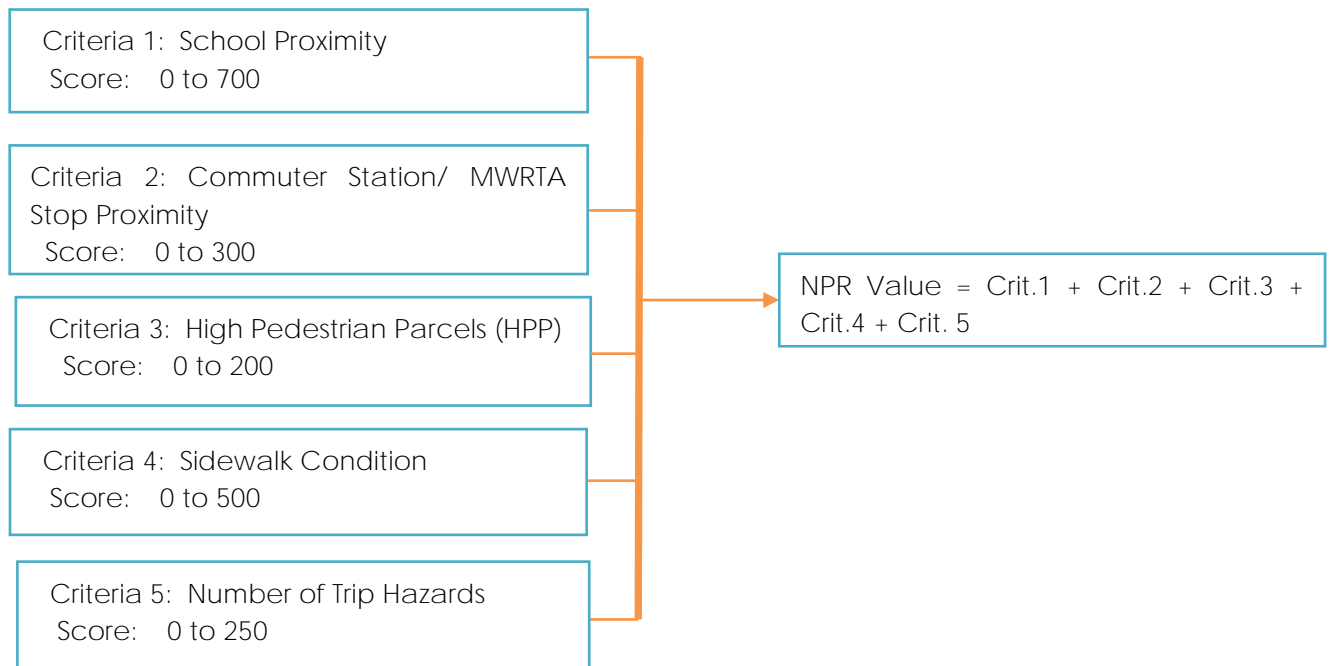 Criteria 1: School Proximity
Score: 0 to 700
Criteria 2: Commuter Station/ MWRTA
Stop Proximity
Score: 0 to 300
Criteria 3: High Pedestrian Parcels (HPP)
Score: 0 to 200
Criteria 4: Sidewalk Condition
Score: 0 to 500
Criteria 5: Number of Trip Hazards
Score: 0 to 250
NPR Value = Crit.1 + Crit.2 + Crit.3 +
Crit.4 + Crit. 5